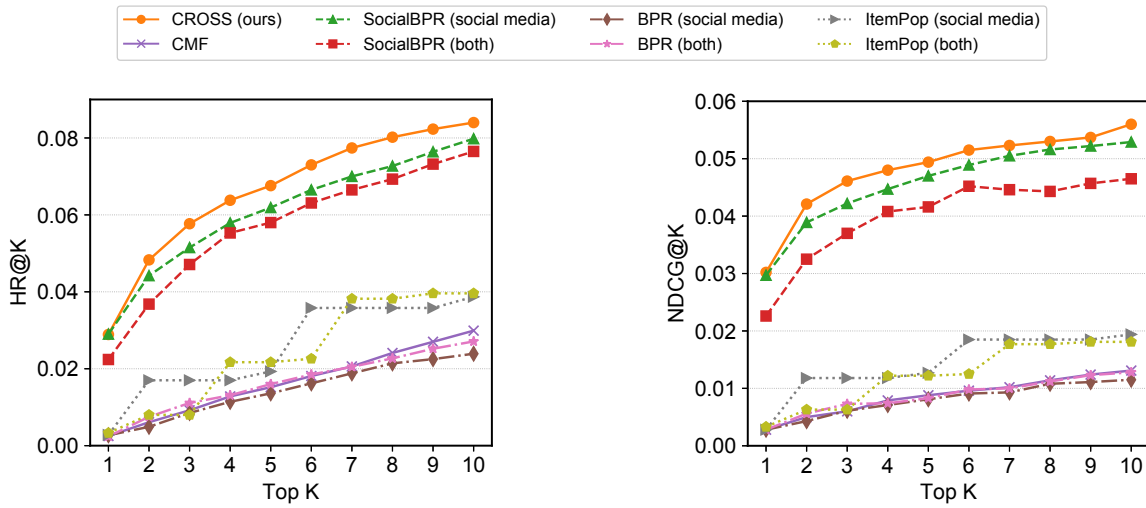 CROSS (ours) SocialBPR (social media) BPR (social media) ItemPop (social media)
CMF SocialBPR (both) BPR (both) ItemPop (both)
HR@K
0.08
0.06
0.04
0.02
0.00
1 2 3 4 5 6 7 8 9 10
Top K
NDCG@K
0.06
0.05
0.04
0.03
0.02
0.01
0.00
1 2 3 4 5 6 7 8 9 10
Top K